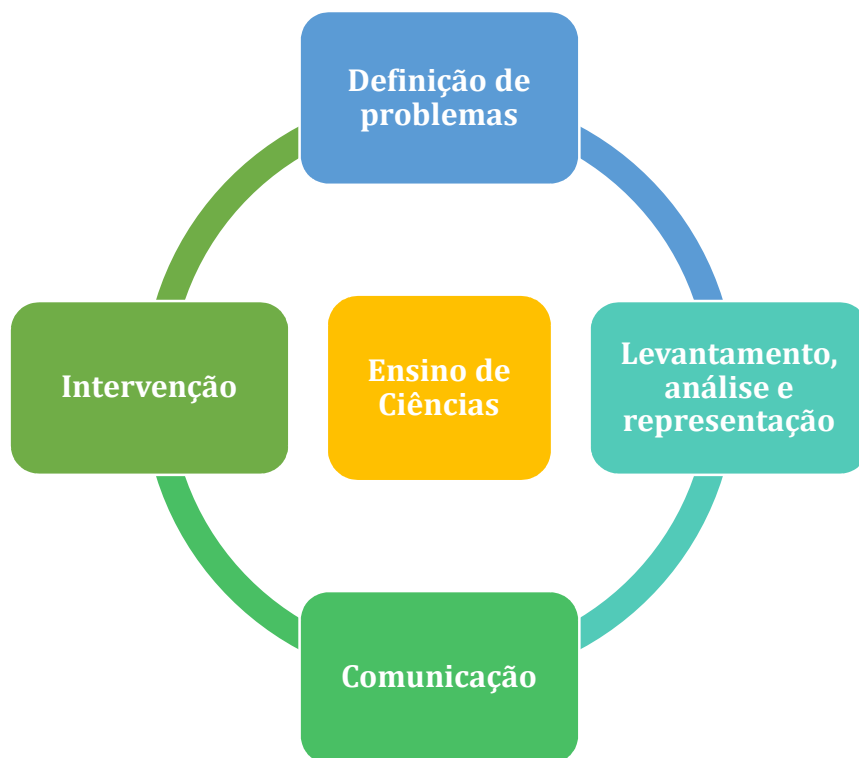 Definição de
problemas
Levantamento,
análise e
representação
Ensino de
Ciências
Intervenção
Comunicação